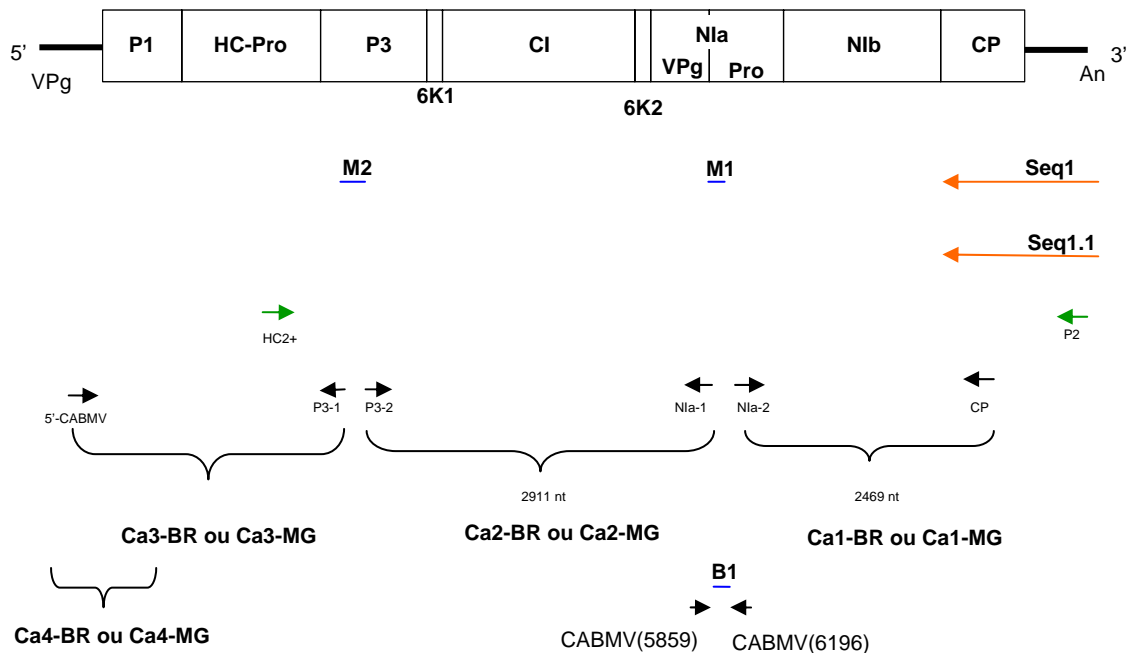 P1 HC-Pro P3 CI NIa NIb CP
5’ 3’
VPg Pro
VPg An
6K1
6K2
M2 M1 Seq1
Seq1.1
HC2+ P2
5’-CABMV P3-1 P3-2 NIa-1 NIa-2 CP
2911 nt 2469 nt
Ca3-BR ou Ca3-MG Ca2-BR ou Ca2-MG Ca1-BR ou Ca1-MG
B1
Ca4-BR ou Ca4-MG
CABMV(5859) CABMV(6196)